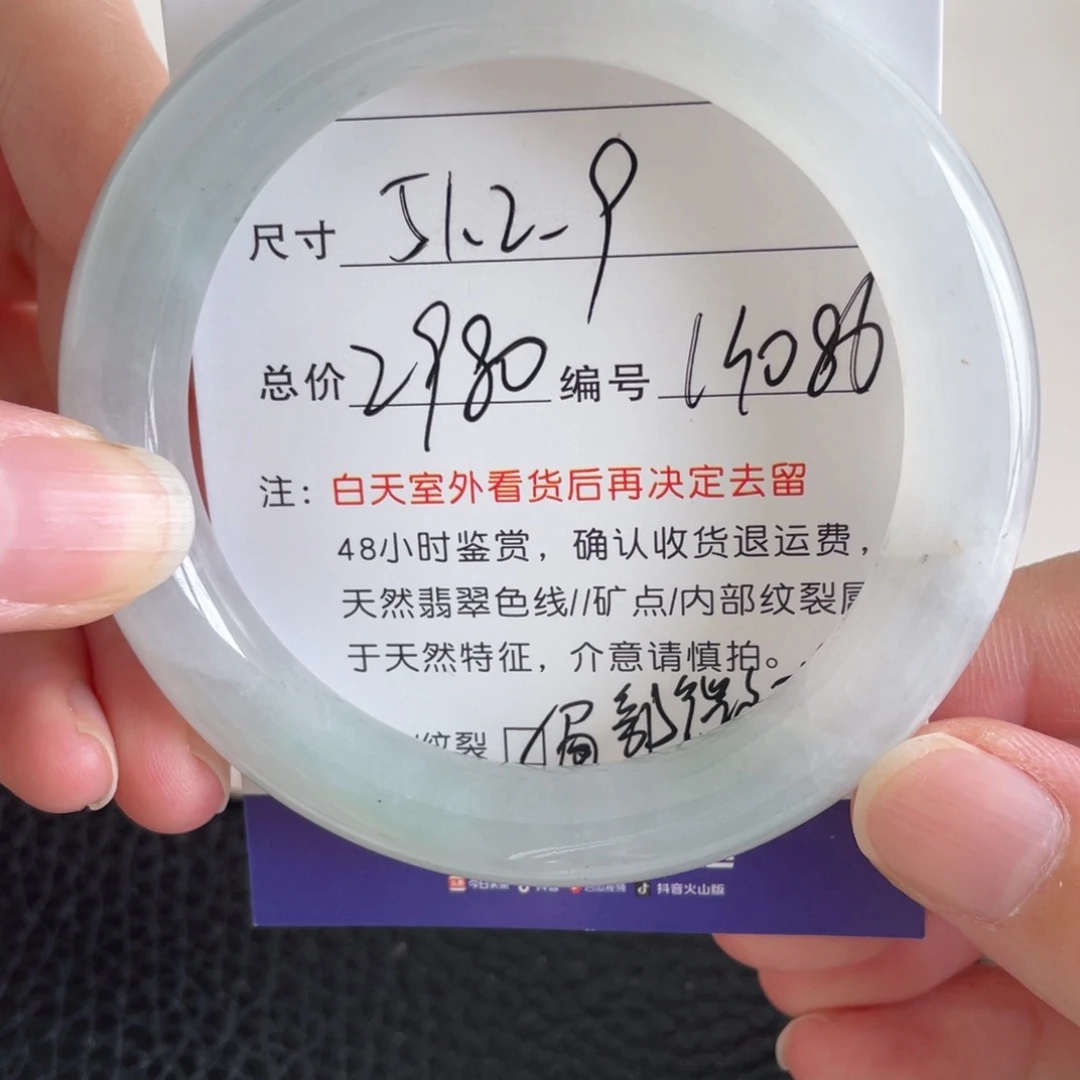 尺寸 51.2-9
总价 2980 编号 14086
注：白天室外看货后再决定去留
48小时鉴赏，确认收货退运费，
天然翡翠色线//矿点/内部纹裂属
于天然特征，介意请慎拍。
/纹裂
抖音火山版